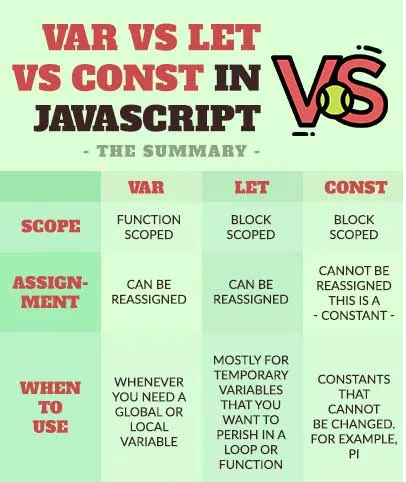 VAR VS LET
VS CONST IN
JAVASCRIPT
VS
- THE SUMMARY -
VAR
LET
CONST
SCOPE
FUNCTION
SCOPED
BLOCK
SCOPED
BLOCK
SCOPED
ASSIGN-
MENT
CAN BE
REASSIGNED
CAN BE
REASSIGNED
CANNOT BE
REASSIGNED
THIS IS A
- CONSTANT -
WHEN
TO
USE
WHENEVER
YOU NEED A
GLOBAL OR
LOCAL
VARIABLE
MOSTLY FOR
TEMPORARY
VARIABLES
THAT YOU
WANT TO
PERISH IN A
LOOP OR
FUNCTION
CONSTANTS
THAT
CANNOT
BE CHANGED.
FOR EXAMPLE,
PI